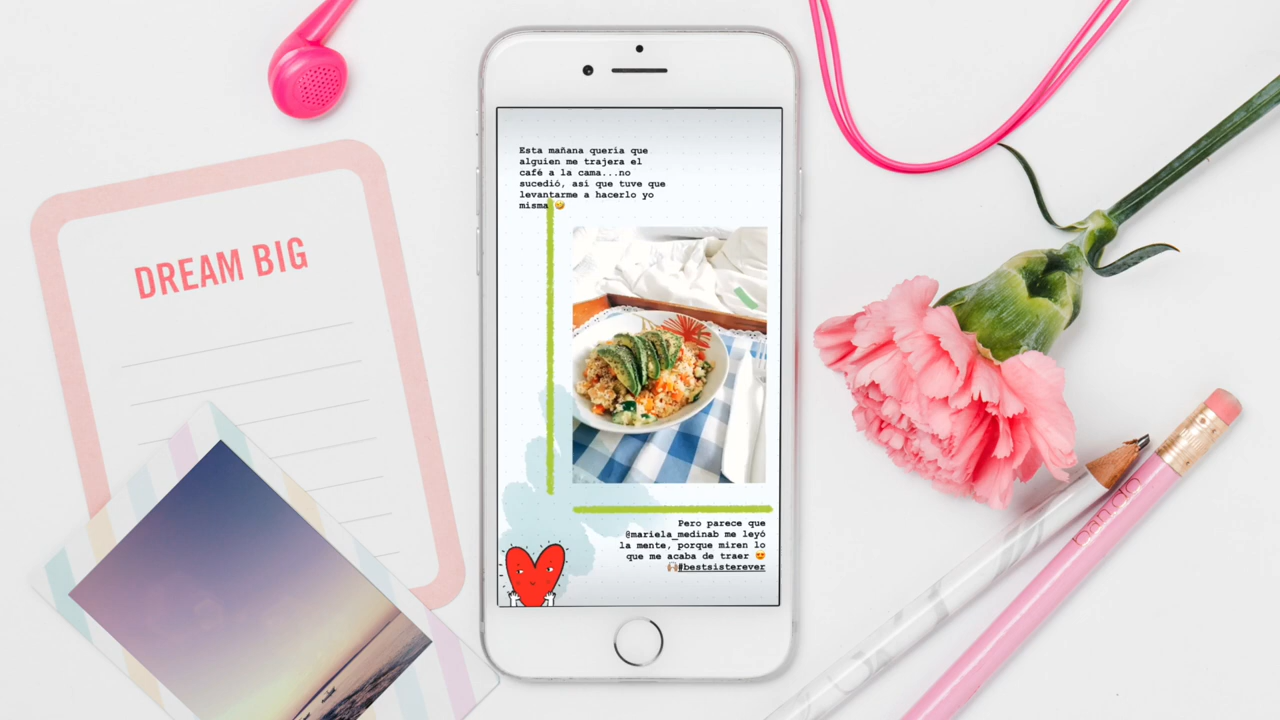 DREAM BIG
Esta mañana quería que
alguien me trajera el
café a la cama...no
sucedió, así que tuve que
levantarme a hacerlo yo
misma 🤣
Pero parece que
@mariela_medinab me leyó
la mente, porque miren lo
que me acaba de traer 😍
🙌🏻#bestsisterever
ban.do